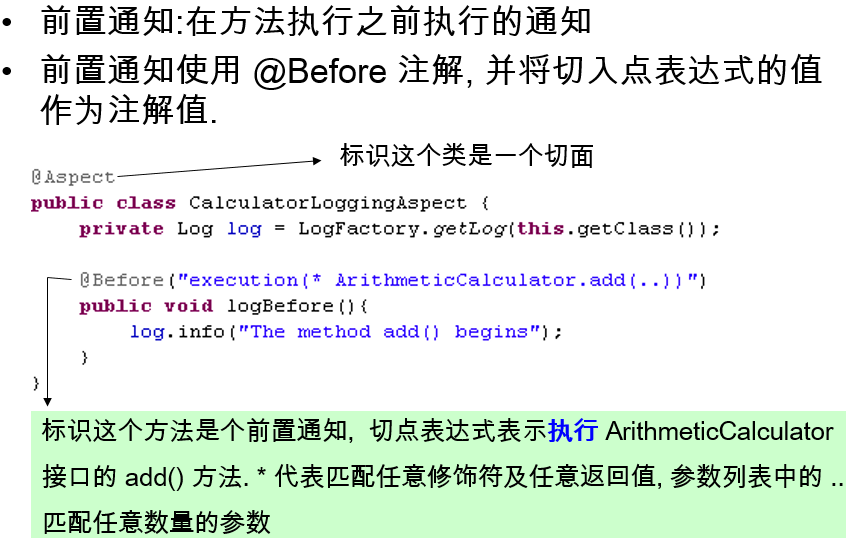 • 前置通知:在方法执行之前执行的通知
• 前置通知使用 @Before 注解, 并将切入点表达式的值
作为注解值.
标识这个类是一个切面
@Aspect
public class CalculatorLoggingAspect {
    private Log log = LogFactory.getLog(this.getClass());
    @Before("execution(* ArithmeticCalculator.add(..))")
    public void logBefore(){
        log.info("The method add() begins");
    }
}
标识这个方法是个前置通知, 切点表达式表示执行 ArithmeticCalculator
接口的 add() 方法. * 代表匹配任意修饰符及任意返回值, 参数列表中的 ..
匹配任意数量的参数